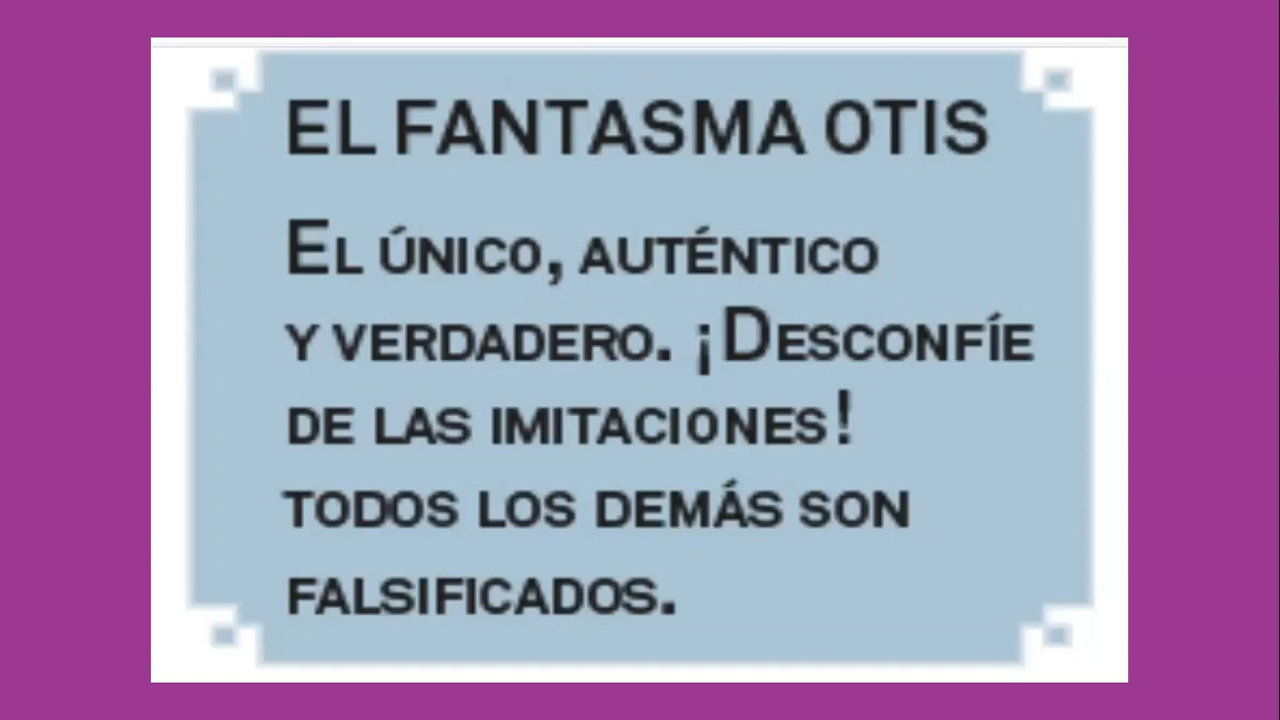 EL FANTASMA OTIS
EL ÚNICO, AUTÉNTICO
Y VERDADERO. ¡DESCONFÍE
DE LAS IMITACIONES!
TODOS LOS DEMÁS SON
FALSIFICADOS.